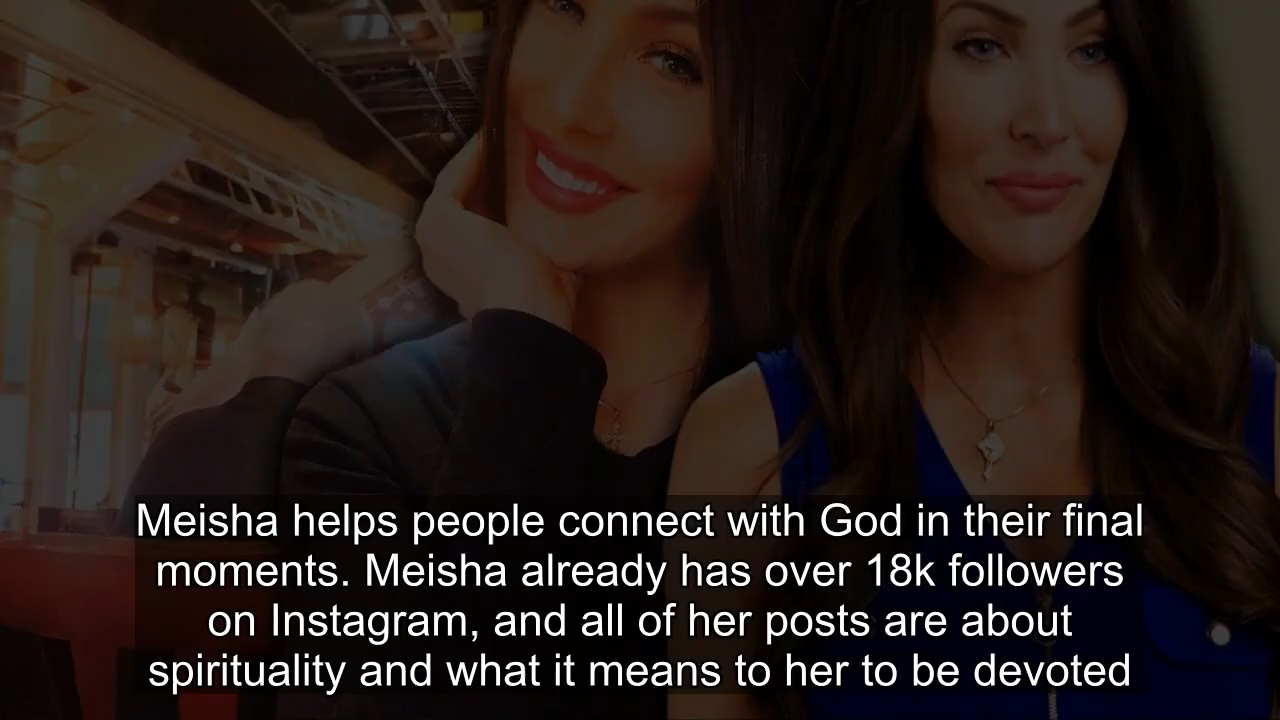 Meisha helps people connect with God in their final
moments. Meisha already has over 18k followers
on Instagram, and all of her posts are about
spirituality and what it means to her to be devoted